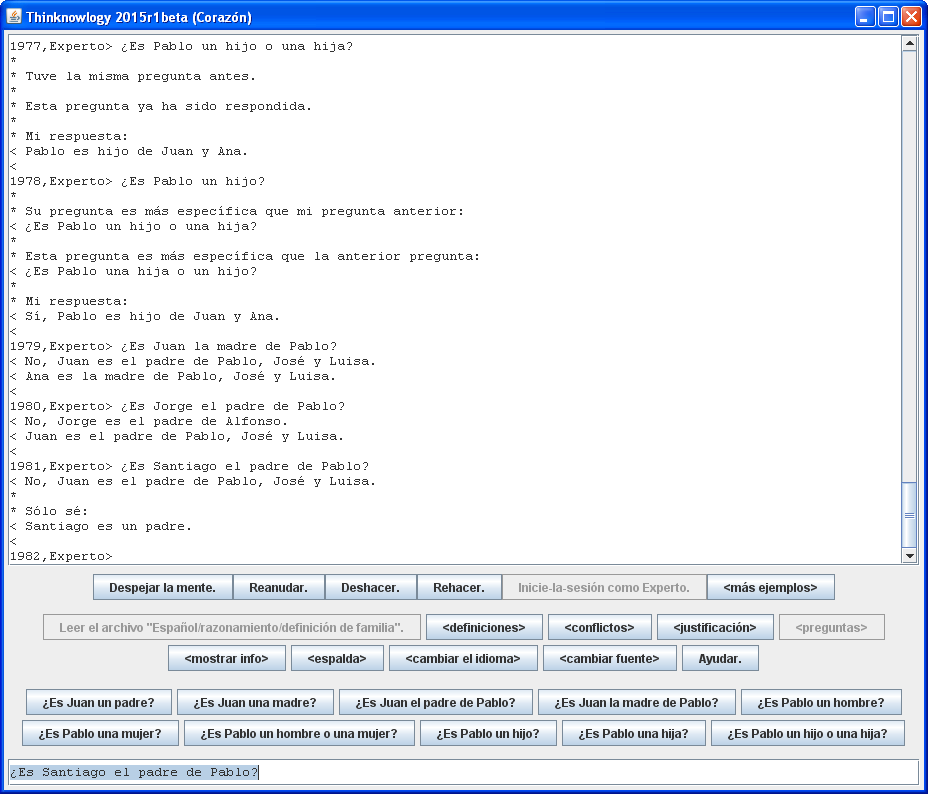 Thinknowlogy 2015r1beta (Corazón)
1977,Experto> ¿Es Pablo un hijo o una hija?
*
* Tuve la misma pregunta antes.
*
* Esta pregunta ya ha sido respondida.
*
* Mi respuesta:
< Pablo es hijo de Juan y Ana.
<
1978,Experto> ¿Es Pablo un hijo?
*
* Su pregunta es más específica que mi pregunta anterior:
< ¿Es Pablo un hijo o una hija?
*
* Esta pregunta es más específica que la anterior pregunta:
< ¿Es Pablo una hija o un hijo?
*
* Mi respuesta:
< Sí, Pablo es hijo de Juan y Ana.
<
1979,Experto> ¿Es Juan la madre de Pablo?
< No, Juan es el padre de Pablo, José y Luisa.
< Ana es la madre de Pablo, José y Luisa.
<
1980,Experto> ¿Es Jorge el padre de Pablo?
< No, Jorge es el padre de Alfonso.
< Juan es el padre de Pablo, José y Luisa.
<
1981,Experto> ¿Es Santiago el padre de Pablo?
< No, Juan es el padre de Pablo, José y Luisa.
*
* Sólo sé:
< Santiago es un padre.
<
1982,Experto>
Despejar la mente. Reanudar. Deshacer. Rehacer. Inicie-la-sesión como Experto. <más ejemplos>
Leer el archivo "Español/razonamiento/definición de familia". <definiciones> <conflictos> <justificación> <preguntas>
<mostrar info> <espalda> <cambiar el idioma> <cambiar fuente> Ayudar.
¿Es Juan un padre? ¿Es Juan una madre? ¿Es Juan el padre de Pablo? ¿Es Juan la madre de Pablo? ¿Es Pablo un hombre?
¿Es Pablo una mujer? ¿Es Pablo un hombre o una mujer? ¿Es Pablo un hijo? ¿Es Pablo una hija? ¿Es Pablo un hijo o una hija?
¿Es Santiago el padre de Pablo?